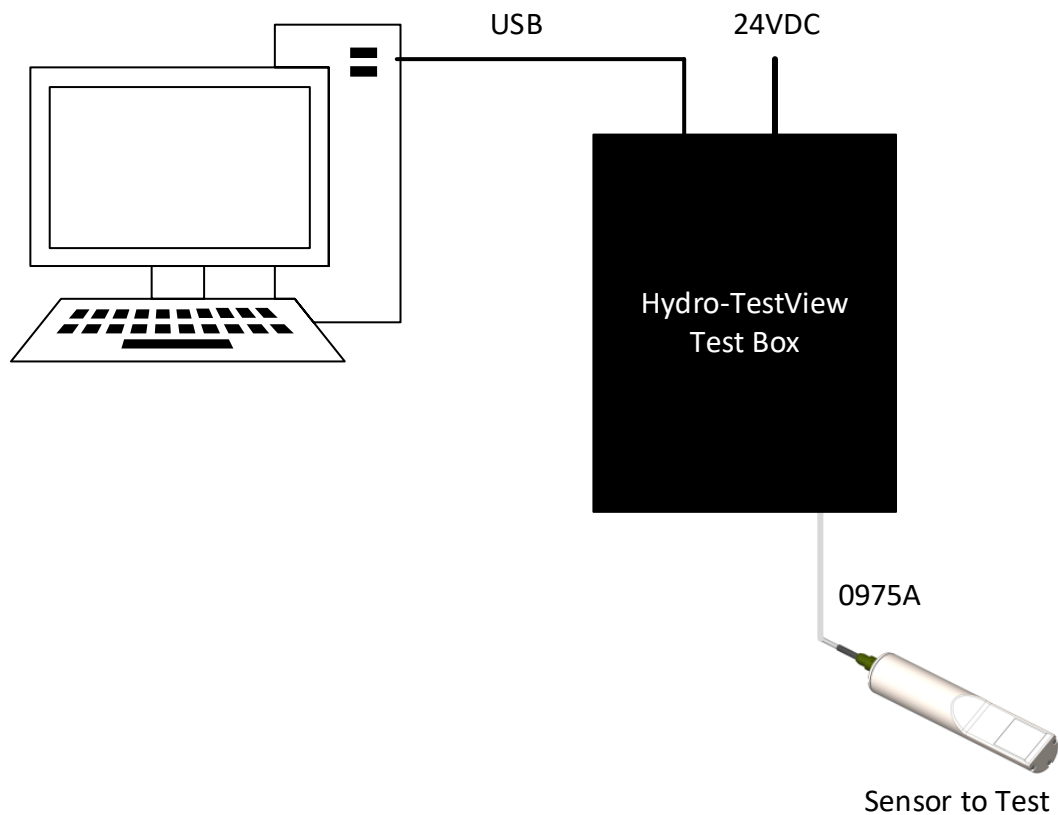 USB
24VDC
Hydro-TestView
Test Box
0975A
Sensor to Test